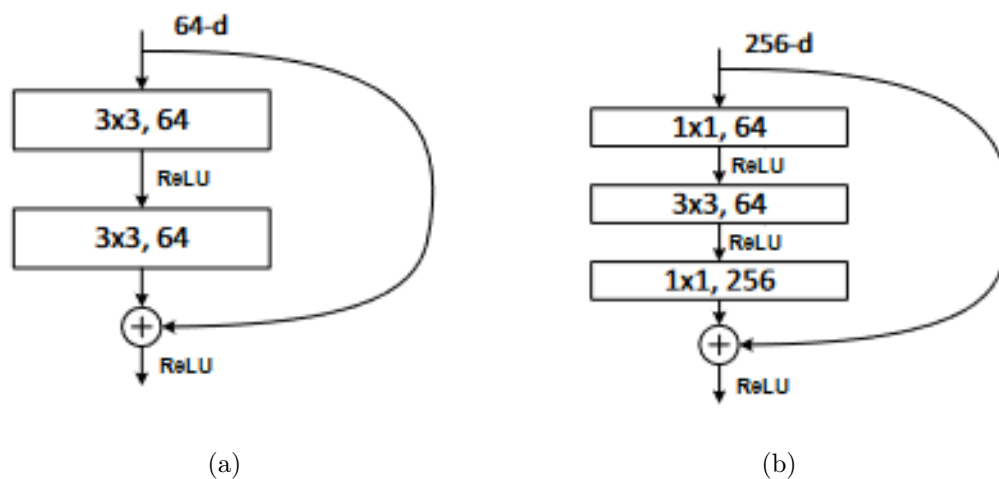 64-d
3x3, 64
ReLU
3x3, 64
+
ReLU
(a)
256-d
1x1, 64
ReLU
3x3, 64
ReLU
1x1, 256
+
ReLU
(b)